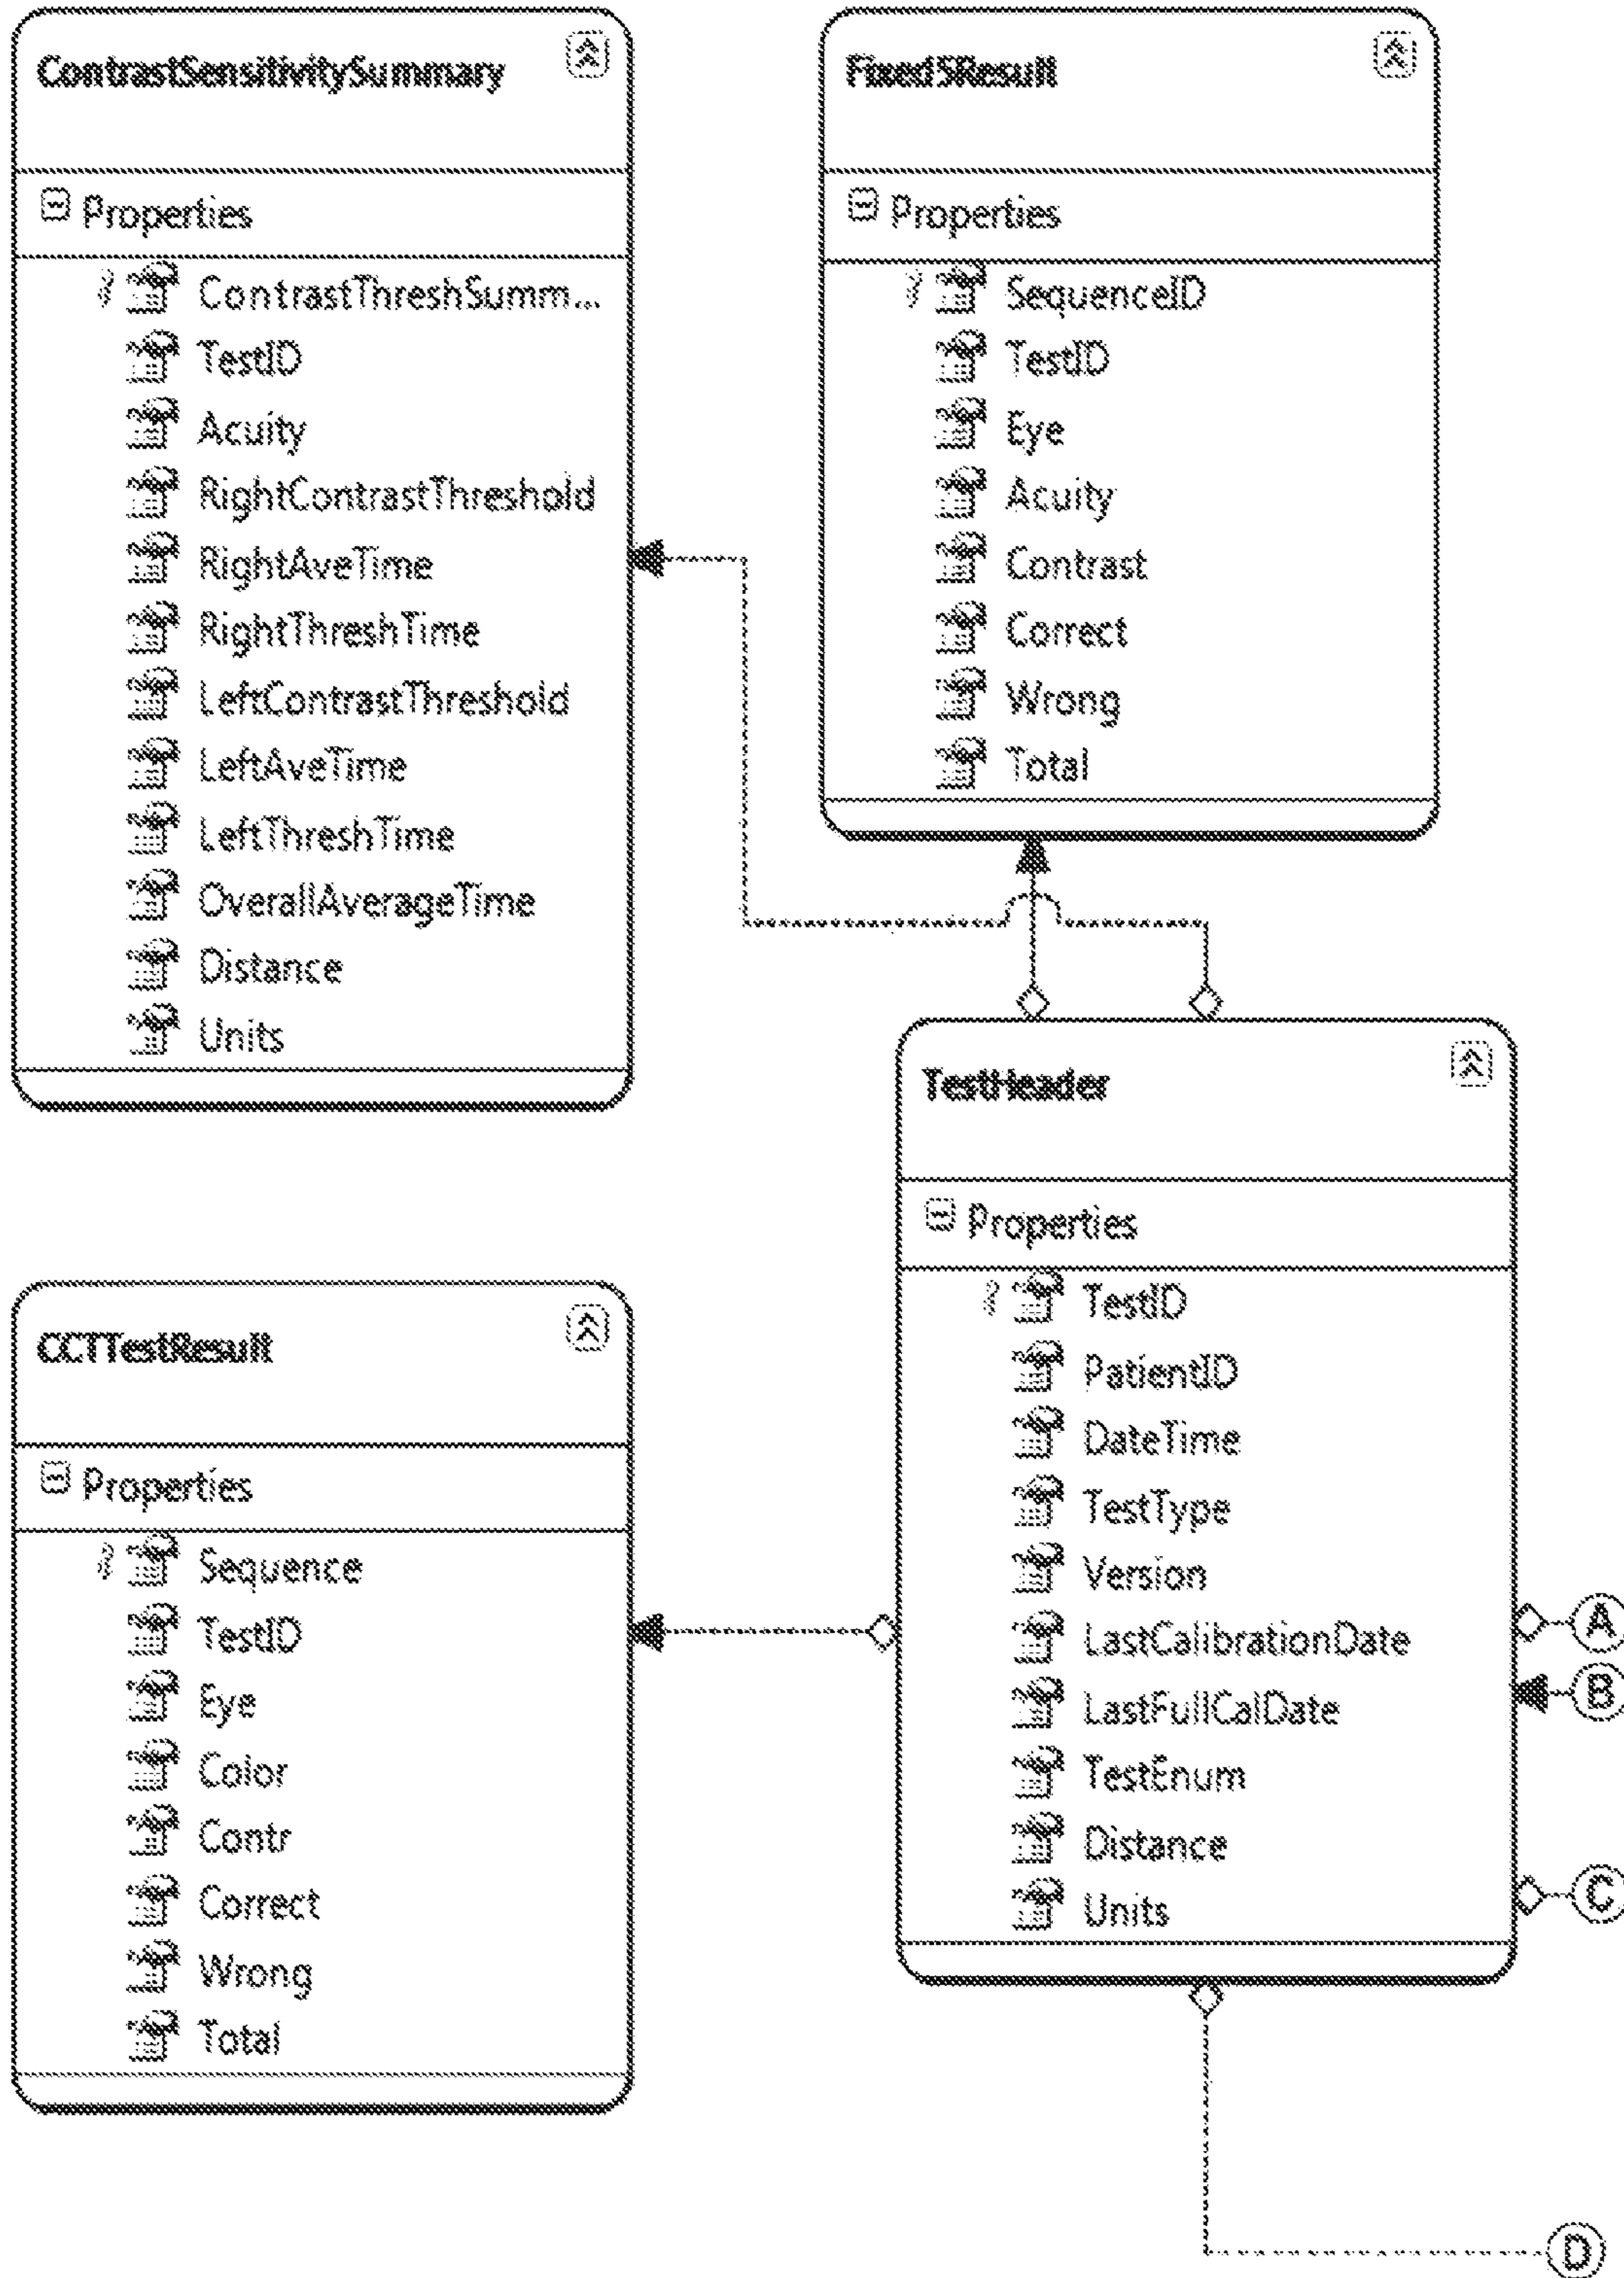 ContrastSensitivitySummary
Properties
ContrastThreshSumm...
TestID
Acuity
RightContrastThreshold
RightAveTime
RightThreshTime
LeftContrastThreshold
LeftAveTime
LeftThreshTime
OverallAverageTime
Distance
Units
Fixed5Result
Properties
SequenceID
TestID
Eye
Acuity
Contrast
Correct
Wrong
Total
TestHeader
Properties
TestID
PatientID
DateTime
TestType
Version
LastCalibrationDate
LastFullCalDate
TestEnum
Distance
Units
A
B
C
D
CCTTestResult
Properties
Sequence
TestID
Eye
Color
Contr
Correct
Wrong
Total